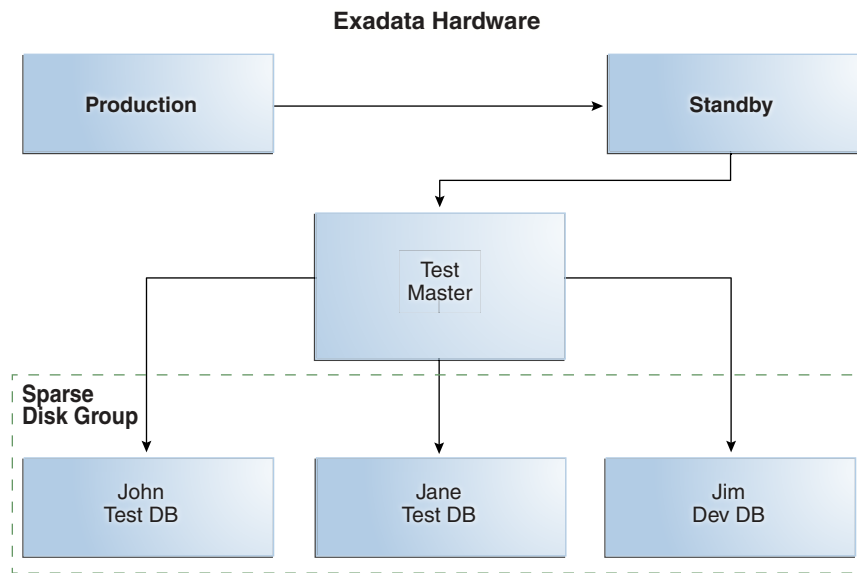 Exadata Hardware
Production
Standby
Test
Master
Sparse
Disk Group
John
Test DB
Jane
Test DB
Jim
Dev DB